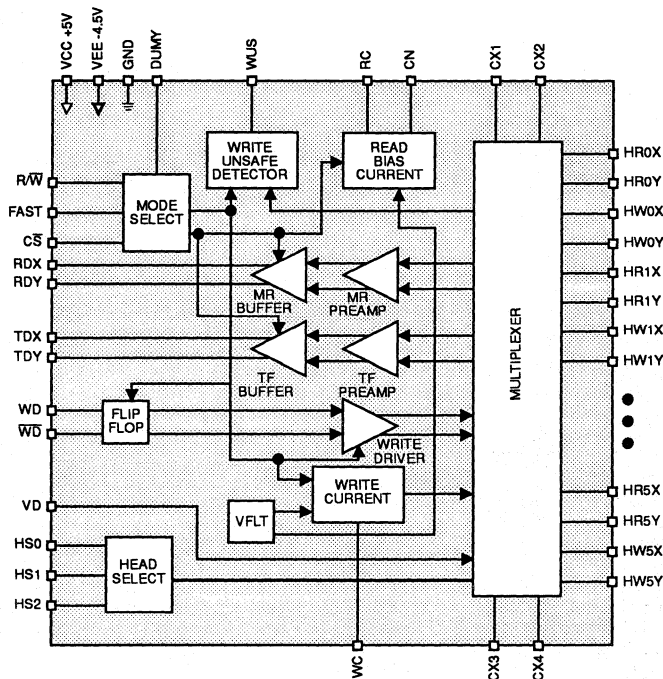 VCC +5V
VEE -4.5V
GND
DUMY
WUS
RC
CN
CX1
CX2
WRITE
UNSAFE
DETECTOR
READ
BIAS
CURRENT
R/W̅
FAST
CS̅
MODE
SELECT
RDX
RDY
MR
BUFFER
MR
PREAMP
TDX
TDY
TF
BUFFER
TF
PREAMP
WD
W̅D̅
FLIP
FLOP
WRITE
DRIVER
WRITE
CURRENT
VFLT
VD
HS0
HS1
HS2
HEAD
SELECT
MULTIPLEXER
HR0X
HR0Y
HW0X
HW0Y
HR1X
HR1Y
HW1X
HW1Y
HR5X
HR5Y
HW5X
HW5Y
WC
CX3
CX4